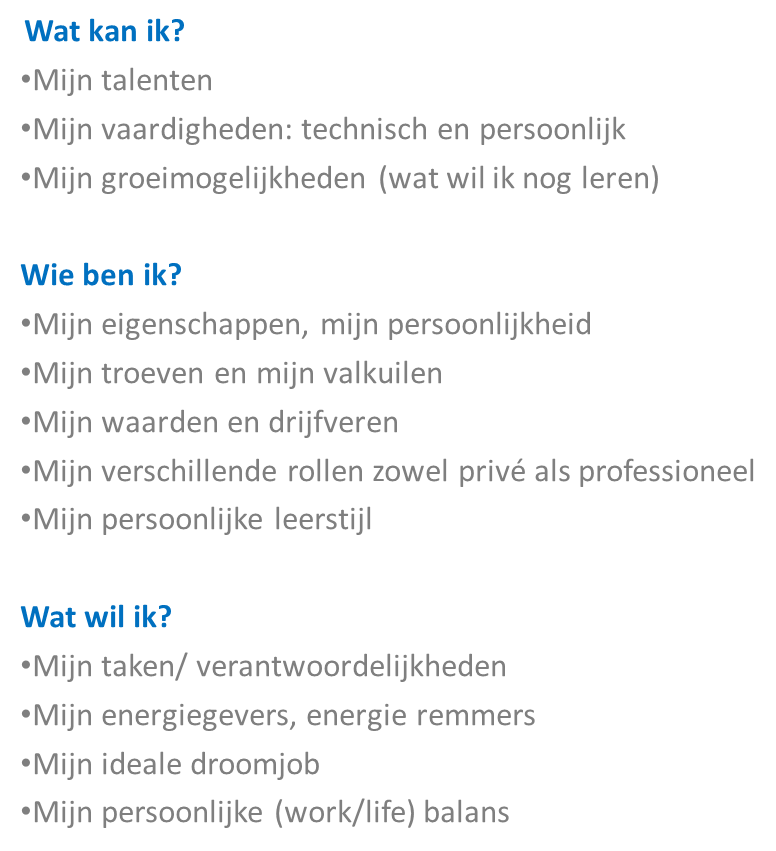 Wat kan ik?
•Mijn talenten
•Mijn vaardigheden: technisch en persoonlijk
•Mijn groeimogelijkheden (wat wil ik nog leren)
Wie ben ik?
•Mijn eigenschappen, mijn persoonlijkheid
•Mijn troeven en mijn valkuilen
•Mijn waarden en drijfveren
•Mijn verschillende rollen zowel privé als professioneel
•Mijn persoonlijke leerstijl
Wat wil ik?
•Mijn taken/ verantwoordelijkheden
•Mijn energiegevers, energie remmers
•Mijn ideale droomjob
•Mijn persoonlijke (work/life) balans